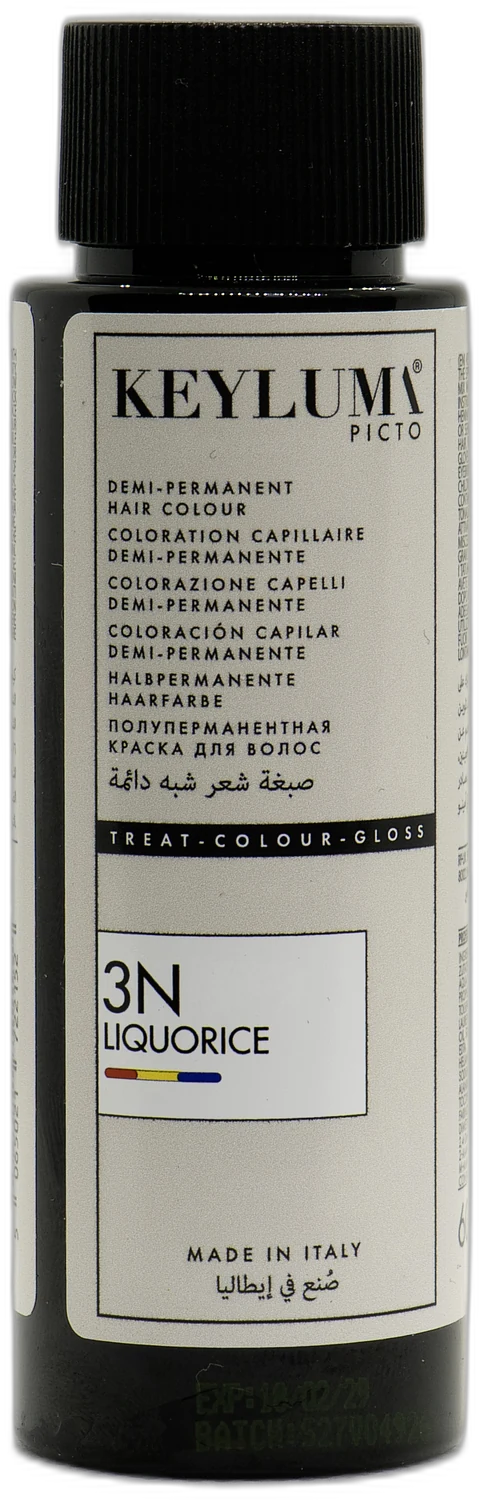 KEYLUMA®
PICTO
DEMI-PERMANENT
HAIR COLOUR
COLORATION CAPILLAIRE
DEMI-PERMANENTE
COLORAZIONE CAPELLI
DEMI-PERMANENTE
COLORACIÓN CAPILAR
DEMI-PERMANENTE
HALBPERMANENTE
HAARFARBE
ПОЛУПЕРМАНЕНТНАЯ
КРАСКА ДЛЯ ВОЛОС
صبغة شعر شبه دائمة
TREAT-COLOUR-GLOSS
3N
LIQUORICE
MADE IN ITALY
صُنع في إيطاليا
EXP:
BATCH: